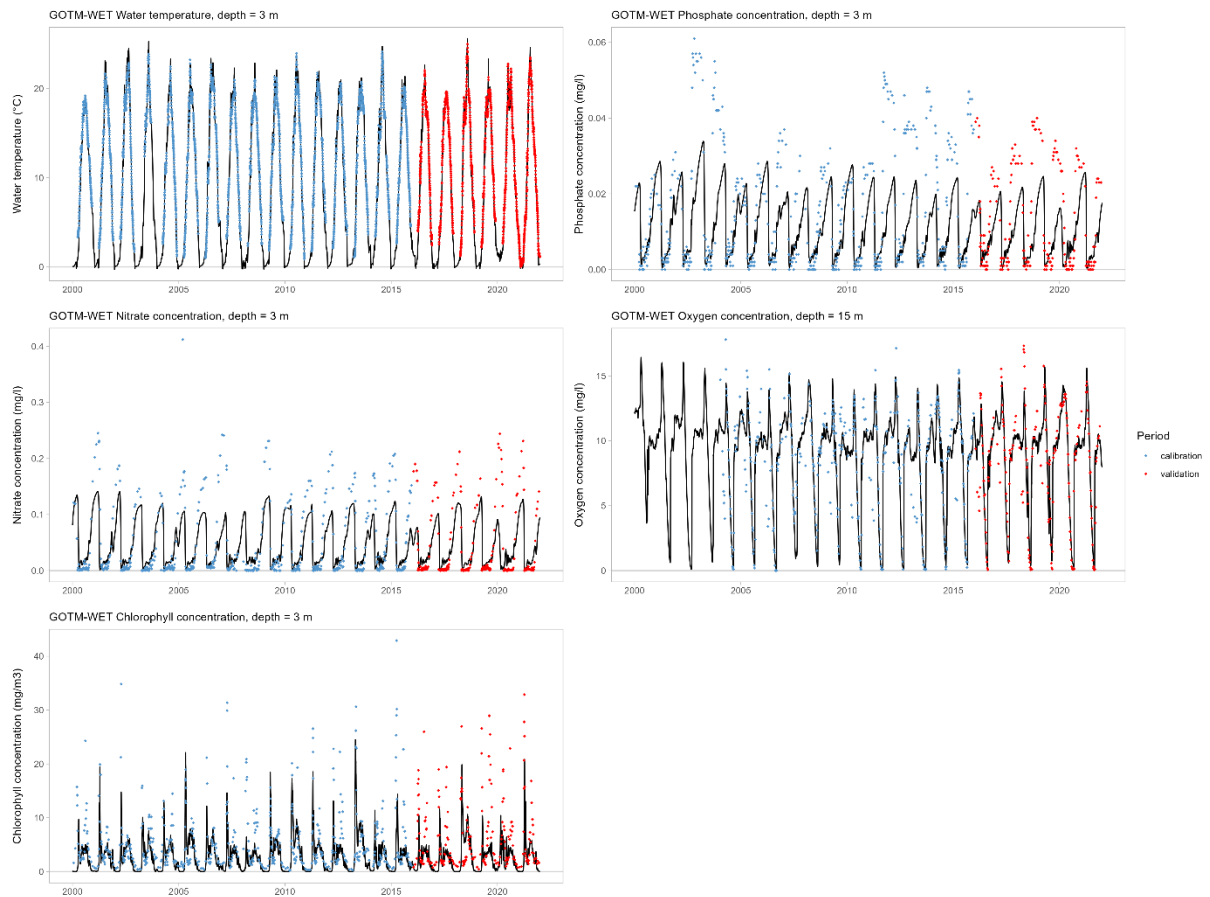 GOTM-WET Water temperature, depth = 3 m
Water temperature (°C)
20
10
0
2000 2005 2010 2015 2020
GOTM-WET Phosphate concentration, depth = 3 m
Phosphate concentration (mg/l)
0.06
0.04
0.02
0.00
2000 2005 2010 2015 2020
GOTM-WET Nitrate concentration, depth = 3 m
Nitrate concentration (mg/l)
0.4
0.3
0.2
0.1
0.0
2000 2005 2010 2015 2020
GOTM-WET Oxygen concentration, depth = 15 m
Oxygen concentration (mg/l)
15
10
5
0
2000 2005 2010 2015 2020
Period
calibration
validation
GOTM-WET Chlorophyll concentration, depth = 3 m
Chlorophyll concentration (mg/m3)
40
30
20
10
0
2000 2005 2010 2015 2020